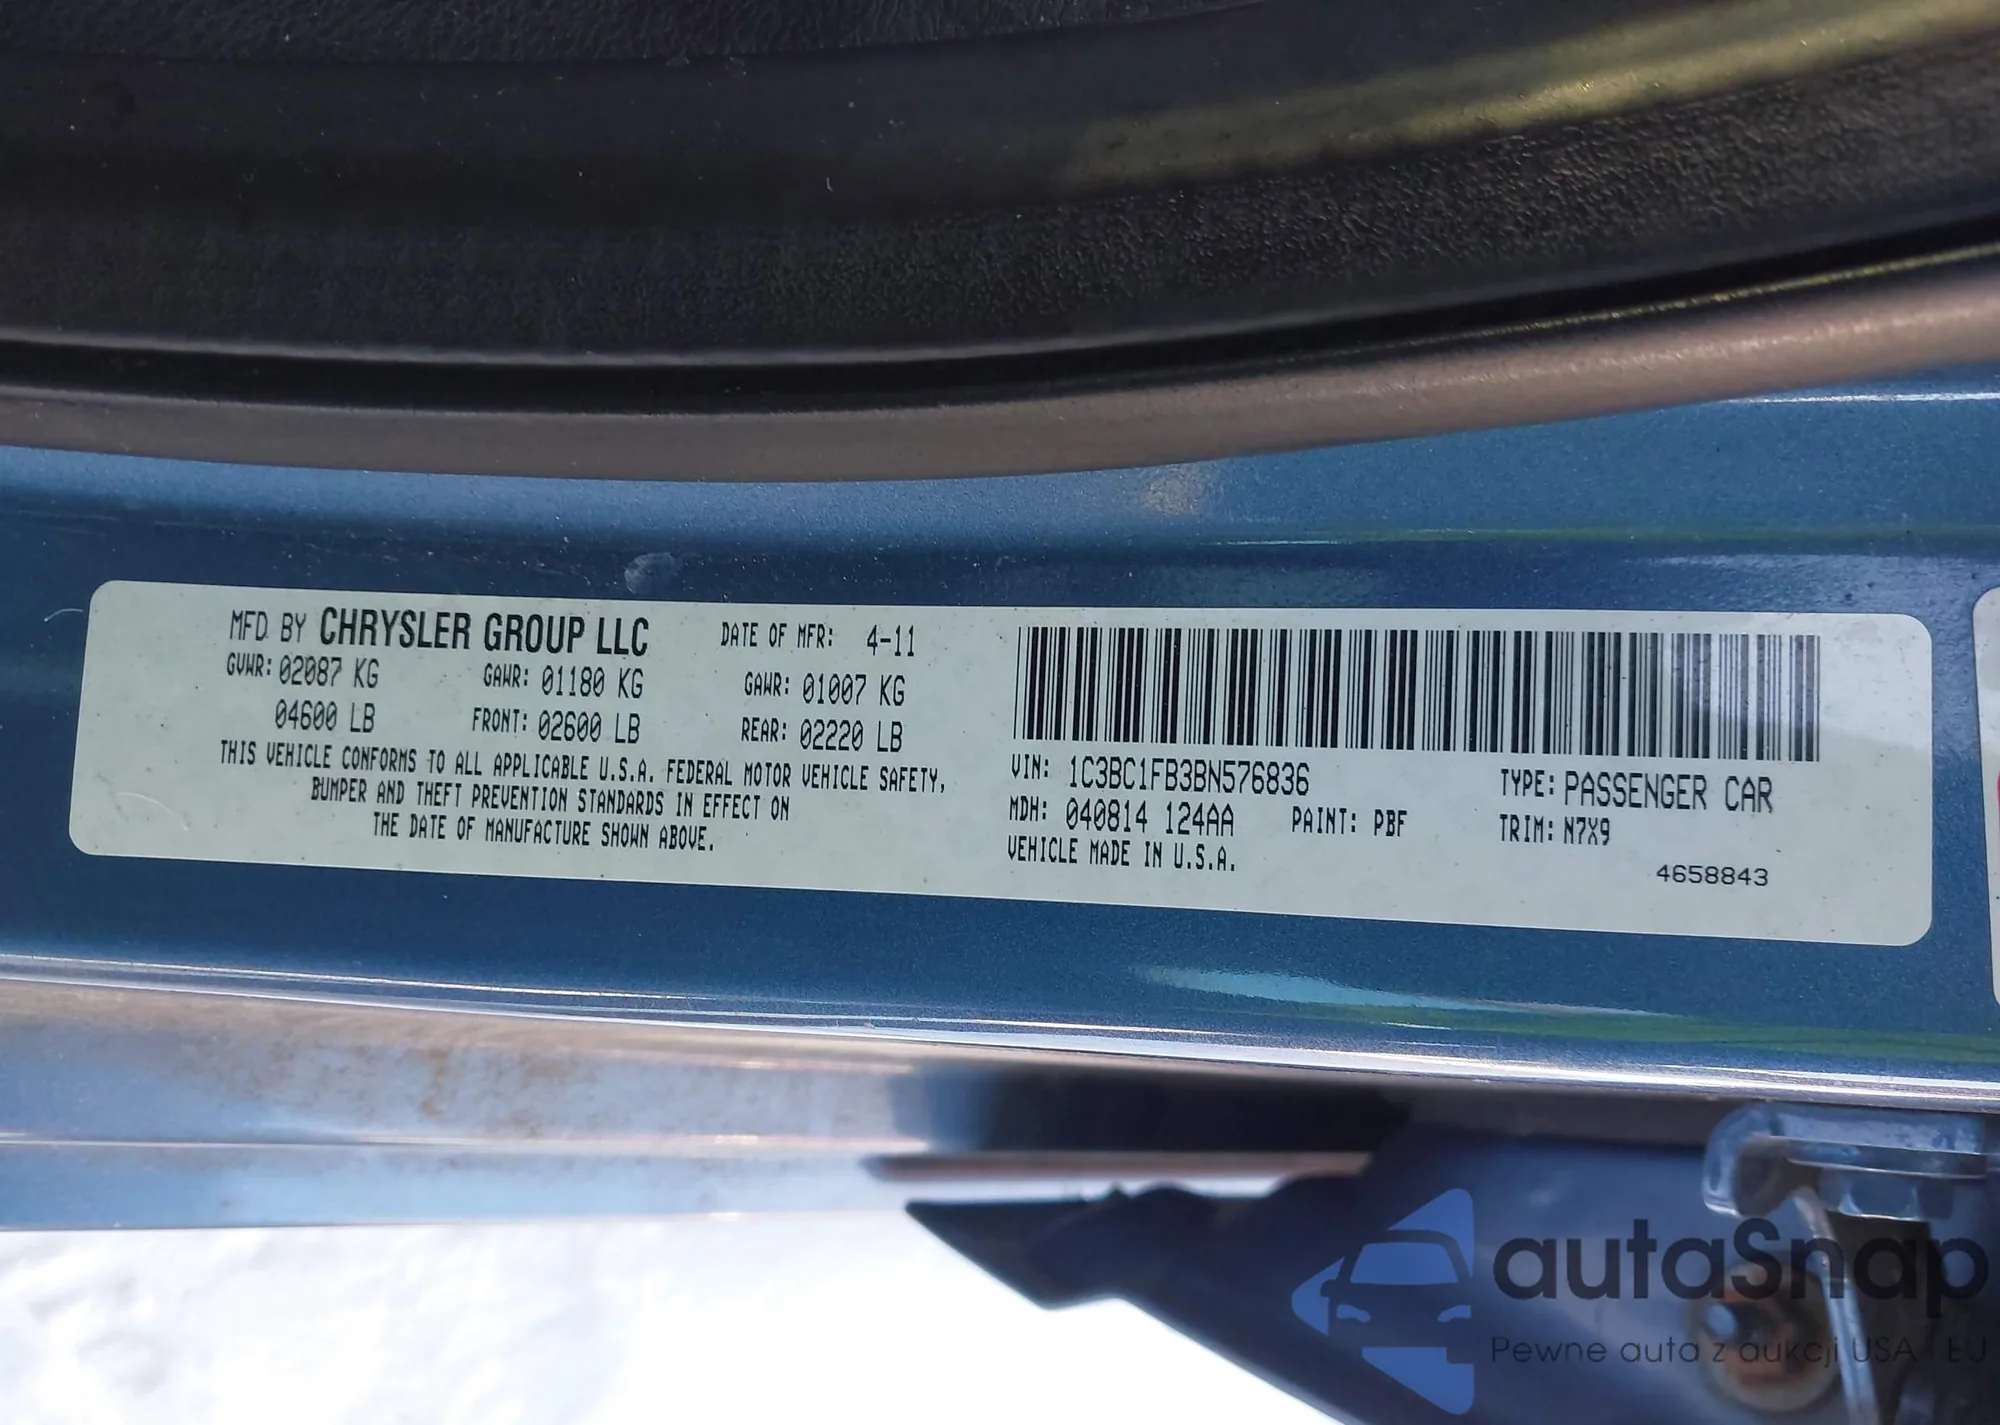 MFD BY CHRYSLER GROUP LLC DATE OF MFR: 4-11
GVWR: 02087 KG GAWR: 01180 KG GAWR: 01007 KG
04600 LB FRONT: 02600 LB REAR: 02220 LB
THIS VEHICLE CONFORMS TO ALL APPLICABLE U.S.A. FEDERAL MOTOR VEHICLE SAFETY,
BUMPER AND THEFT PREVENTION STANDARDS IN EFFECT ON
THE DATE OF MANUFACTURE SHOWN ABOVE.
VIN: 1C3BC1FB3BN576836 TYPE: PASSENGER CAR
MDH: 040814 124AA PAINT: PBF TRIM: N7X9
VEHICLE MADE IN U.S.A.
4658843
autaSnap
Pewne auta z aukcji USA i EU